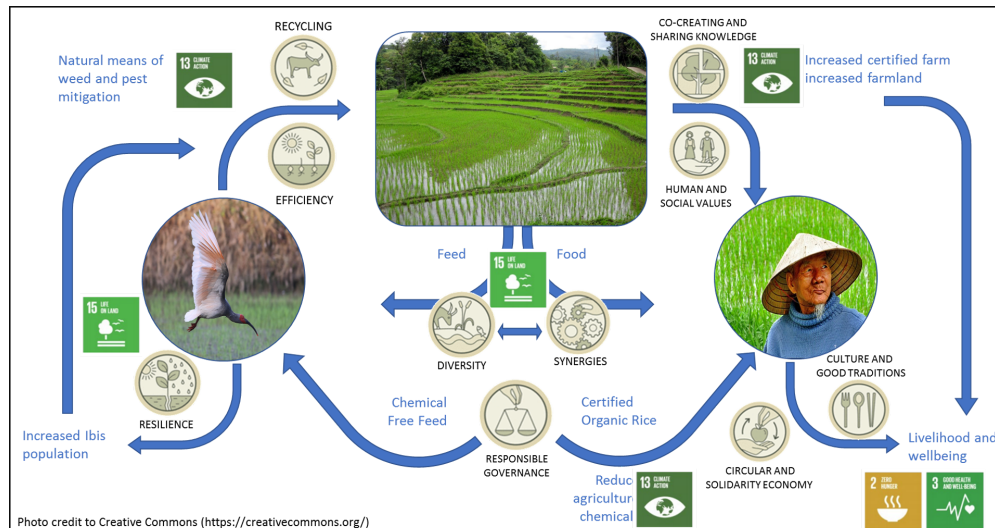 RECYCLING
CO-CREATING AND
SHARING KNOWLEDGE
Natural means of
weed and pest
mitigation
13 CLIMATE
ACTION
13 CLIMATE
ACTION
Increased certified farm
increased farmland
EFFICIENCY
HUMAN AND
SOCIAL VALUES
Feed
15 LIFE
ON LAND
Food
15 LIFE
ON LAND
DIVERSITY
SYNERGIES
RESILIENCE
CULTURE AND
GOOD TRADITIONS
Chemical
Free Feed
Certified
Organic Rice
Increased Ibis
population
RESPONSIBLE
GOVERNANCE
CIRCULAR AND
SOLIDARITY ECONOMY
Livelihood and
wellbeing
Reduc
agricultur
chemical
13 CLIMATE
ACTION
2 ZERO
HUNGER
3 GOOD HEALTH
AND WELL-BEING
Photo credit to Creative Commons (https://creativecommons.org/)